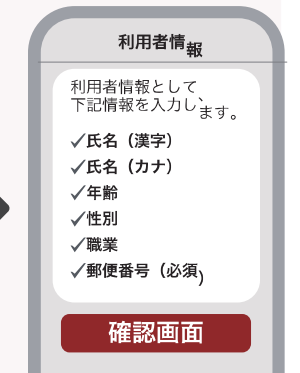 利用者情報
利用者情報として
下記情報を入力し、ます。
✓氏名（漢字）
✓氏名（カナ）
✓年齢
✓性別
✓職業
✓郵便番号（必須）
確認画面